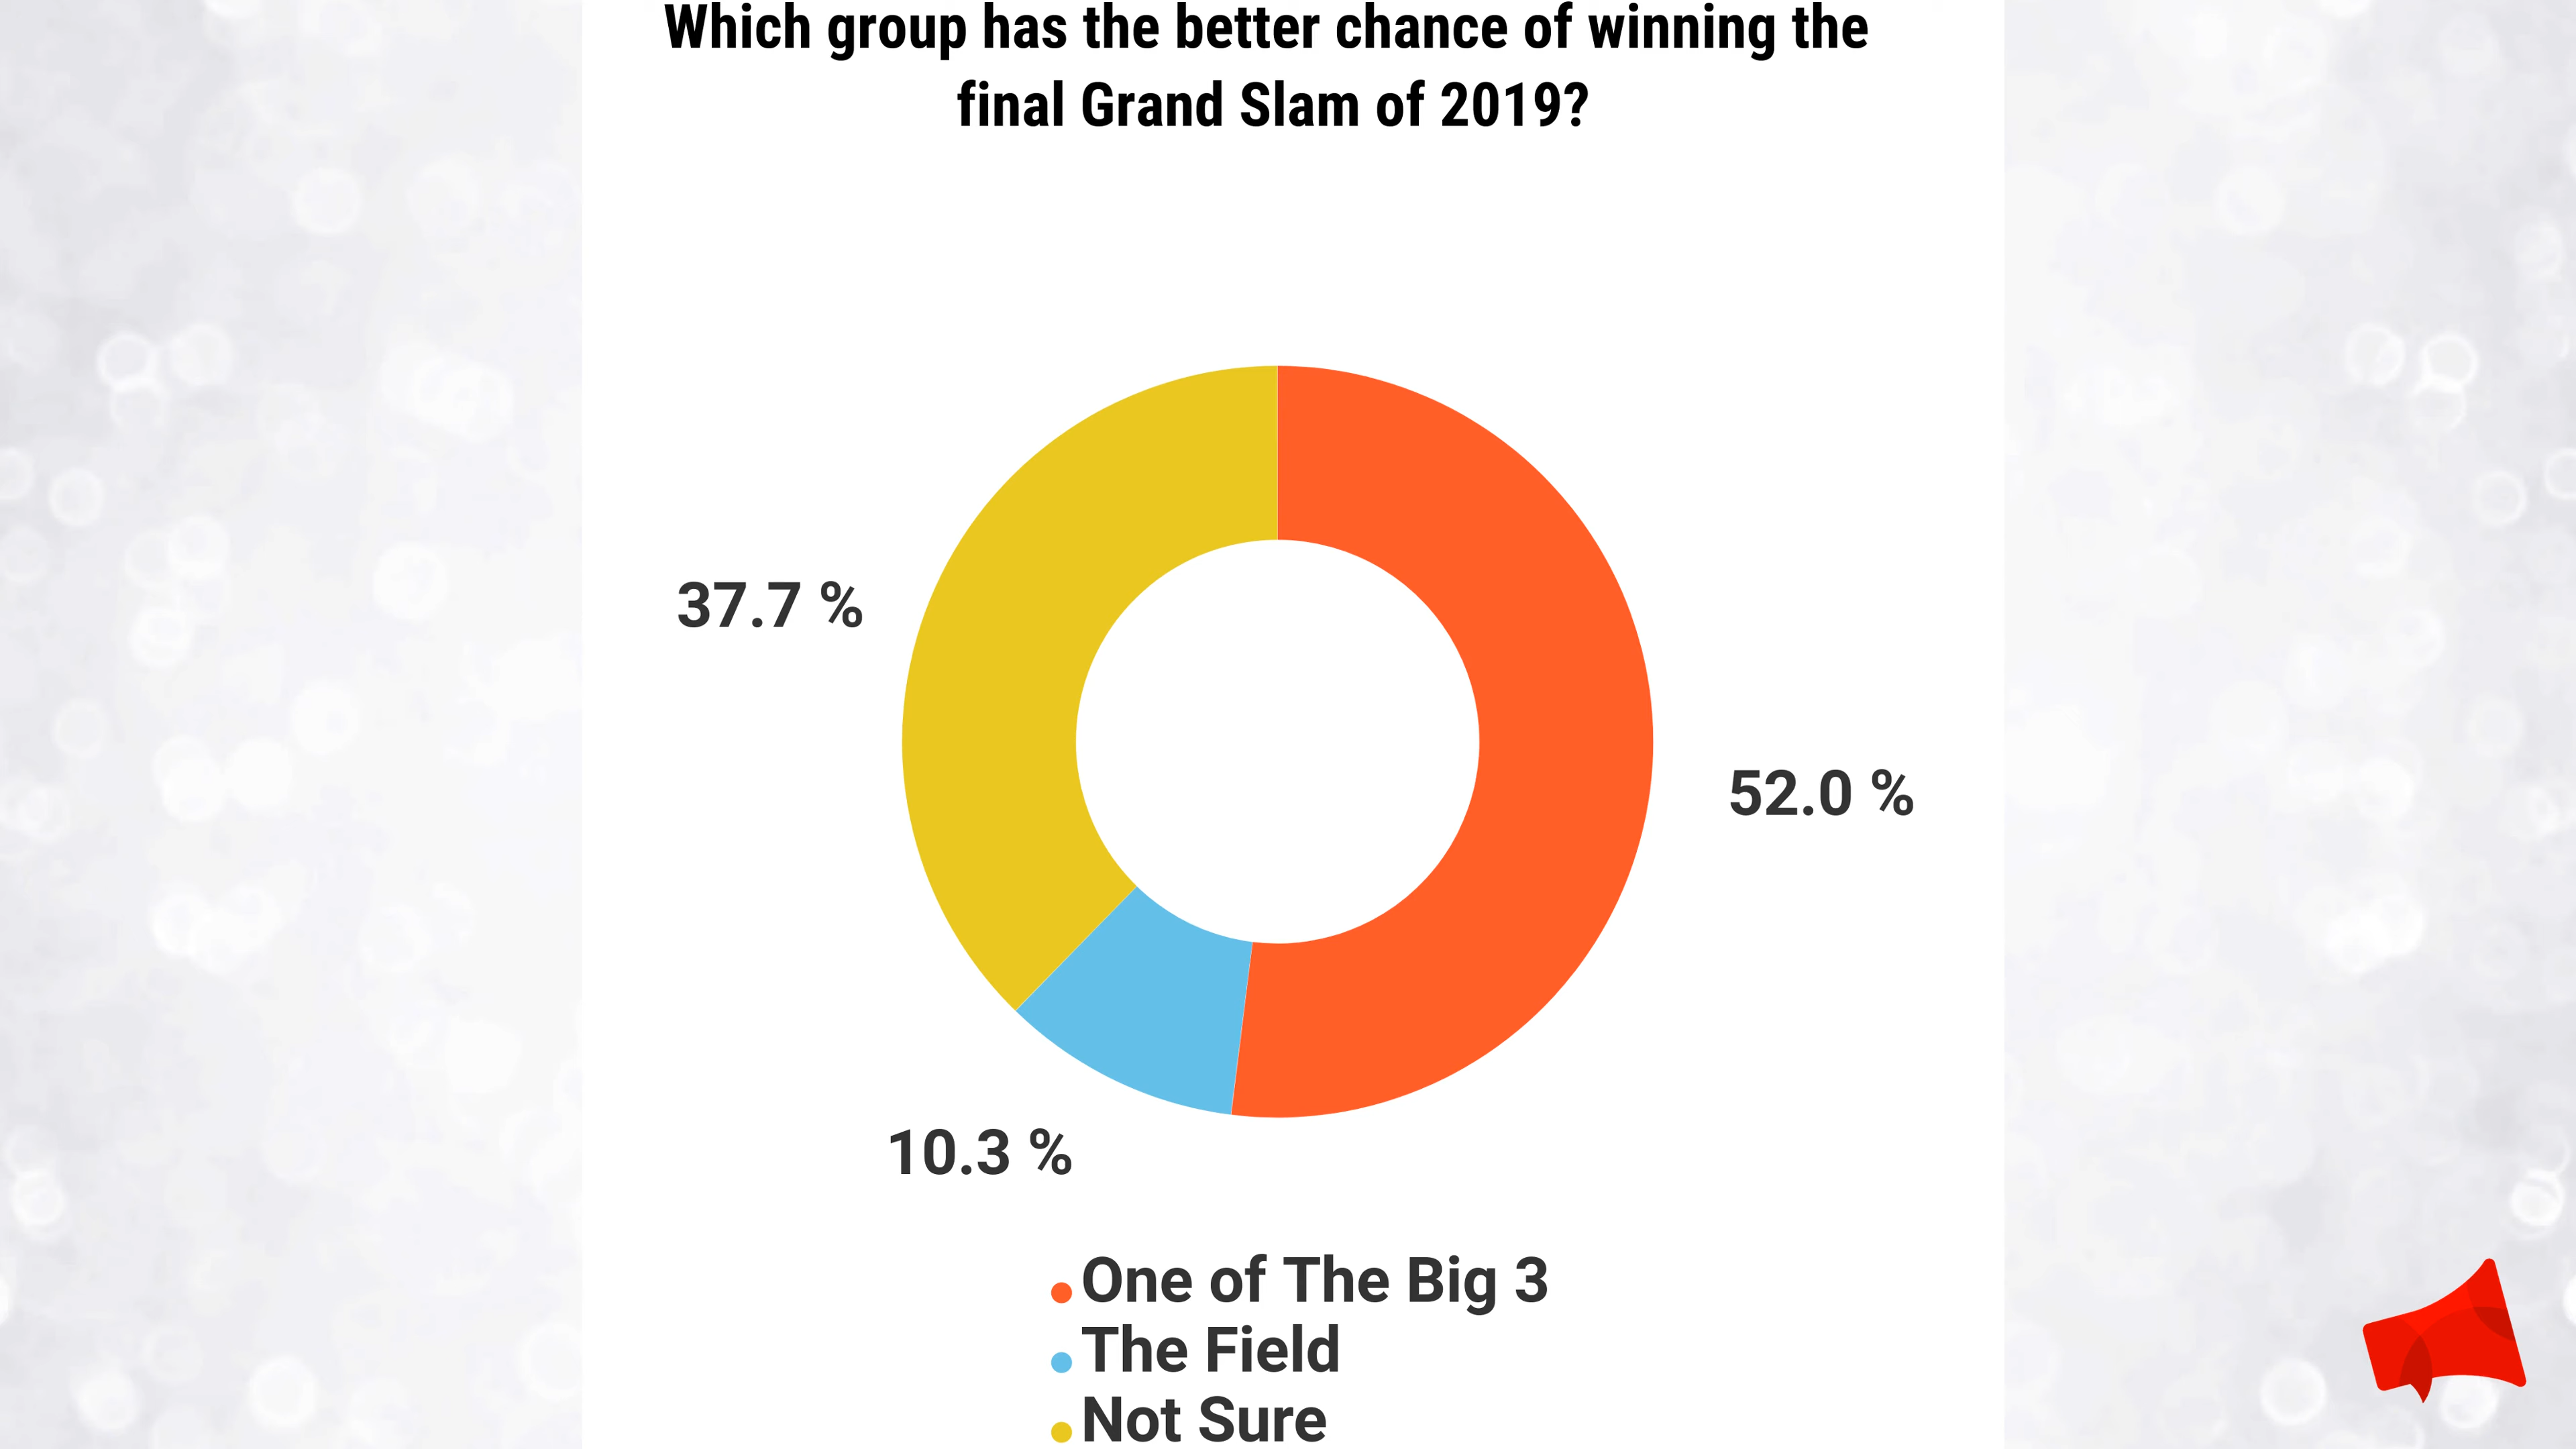 Which group has the better chance of winning the
final Grand Slam of 2019?
37.7 %
52.0 %
10.3 %
One of The Big 3
The Field
Not Sure